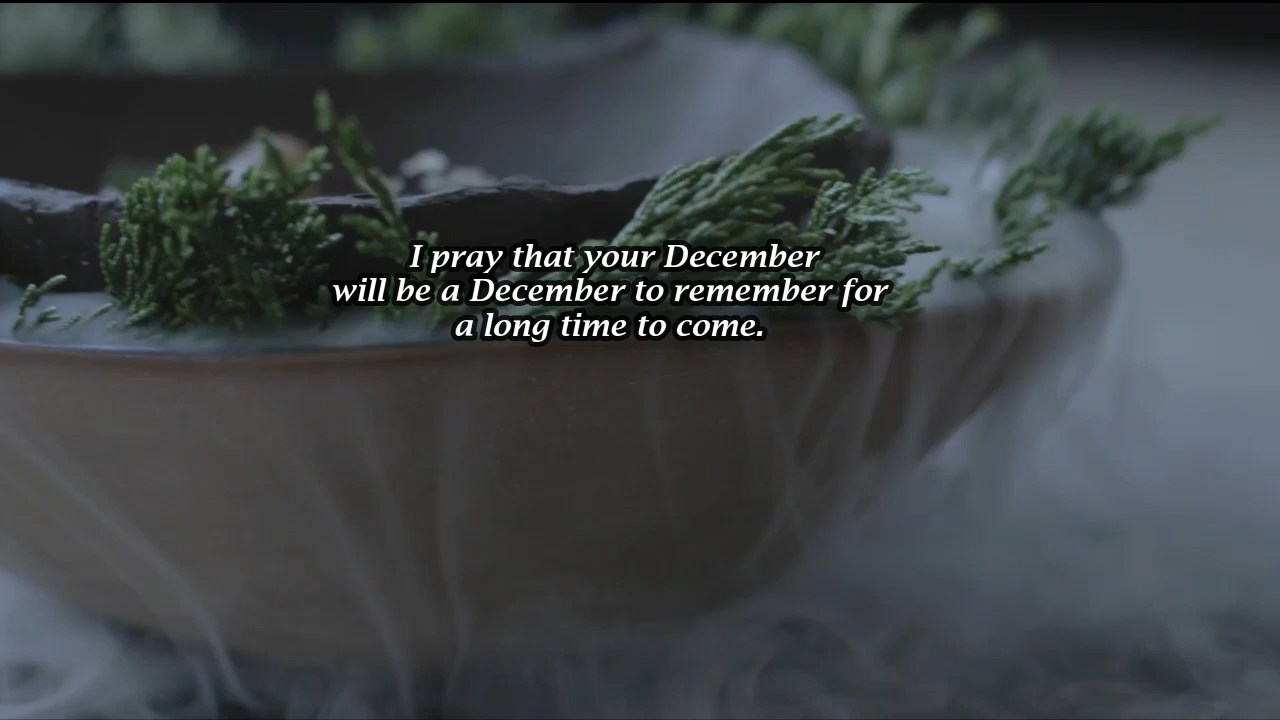 I pray that your December
will be a December to remember for
a long time to come.